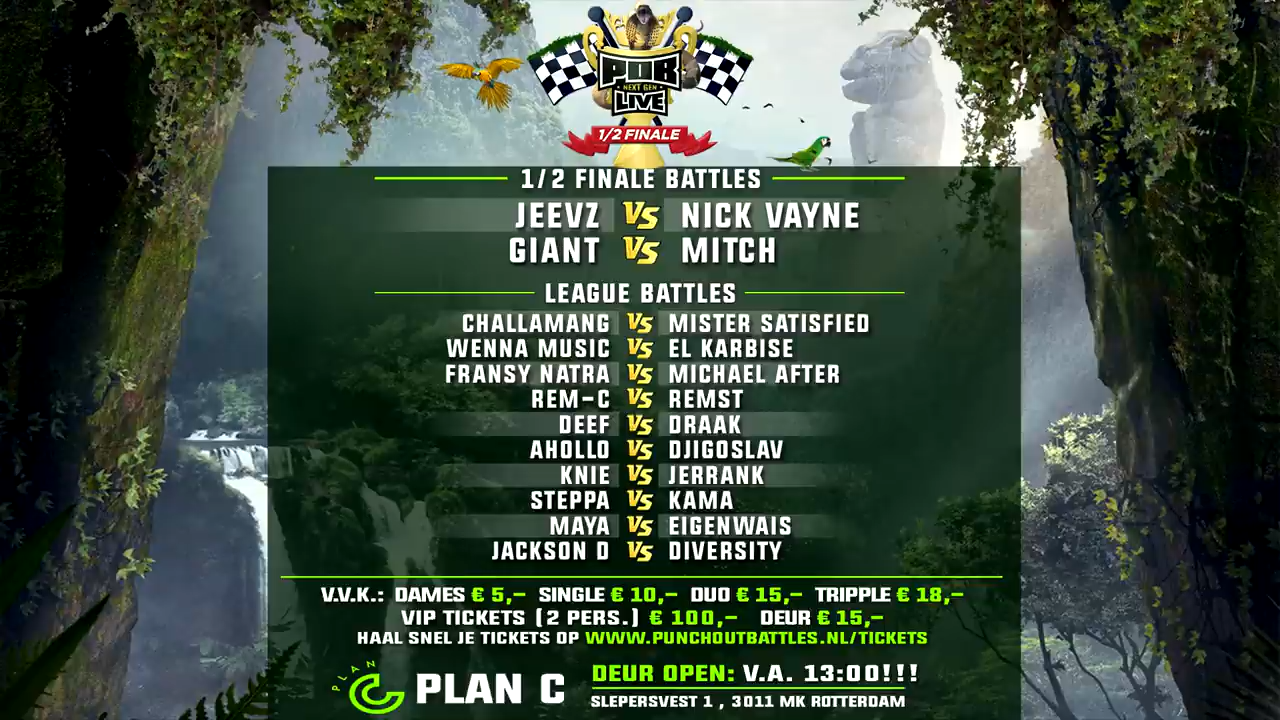 POB
NEXT GEN
LIVE
1/2 FINALE
1/2 FINALE BATTLES
JEEVZ VS NICK VAYNE
GIANT VS MITCH
LEAGUE BATTLES
CHALLAMANG VS MISTER SATISFIED
WENNA MUSIC VS EL KARBISE
FRANSY NATRA VS MICHAEL AFTER
REM-C VS REMST
DEEF VS DRAAK
AHOLLO VS DJIGOSLAV
KNIE VS JERRANK
STEPPA VS KAMA
MAYA VS EIGENWAIS
JACKSON D VS DIVERSITY
V.V.K.: DAMES € 5,- SINGLE € 10,- DUO € 15,- TRIPPLE € 18,-
VIP TICKETS (2 PERS.) € 100,- DEUR € 15,-
HAAL SNEL JE TICKETS OP WWW.PUNCHOUTBATTLES.NL/TICKETS
PLAN
PLAN C
DEUR OPEN: V.A. 13:00!!!
SLEPERSVEST 1 , 3011 MK ROTTERDAM